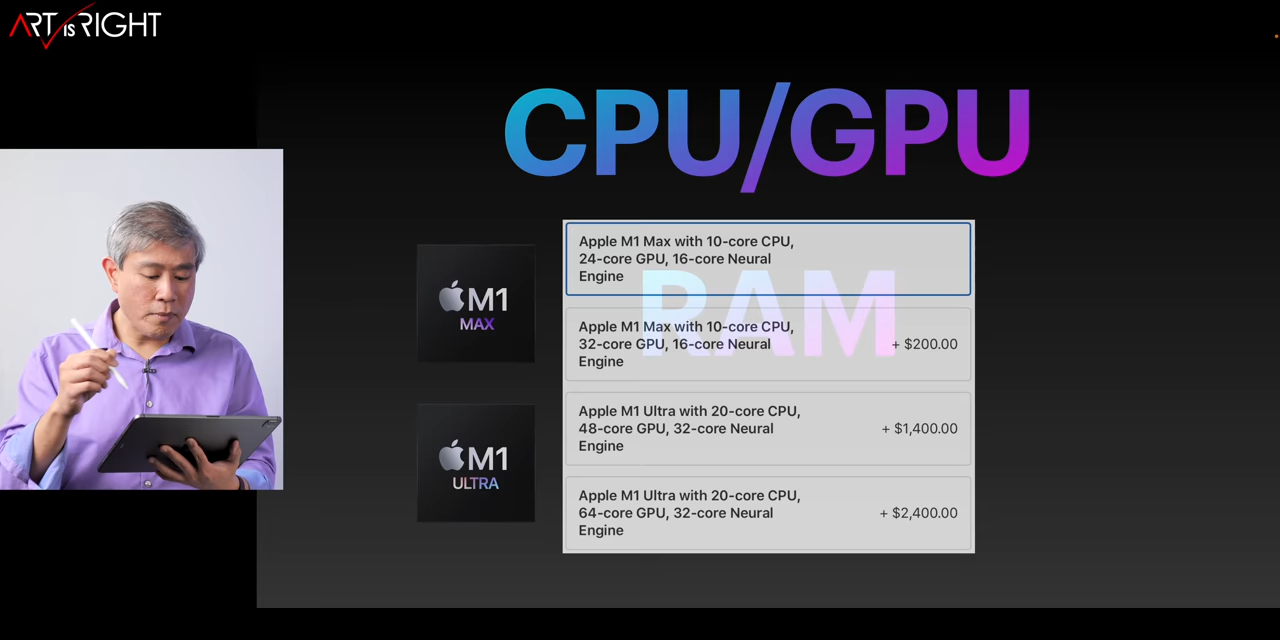 ART iS RIGHT
CPU/GPU
RAM
M1
MAX
M1
ULTRA
Apple M1 Max with 10-core CPU,
24-core GPU, 16-core Neural
Engine
Apple M1 Max with 10-core CPU,
32-core GPU, 16-core Neural
Engine
+ $200.00
Apple M1 Ultra with 20-core CPU,
48-core GPU, 32-core Neural
Engine
+ $1,400.00
Apple M1 Ultra with 20-core CPU,
64-core GPU, 32-core Neural
Engine
+ $2,400.00